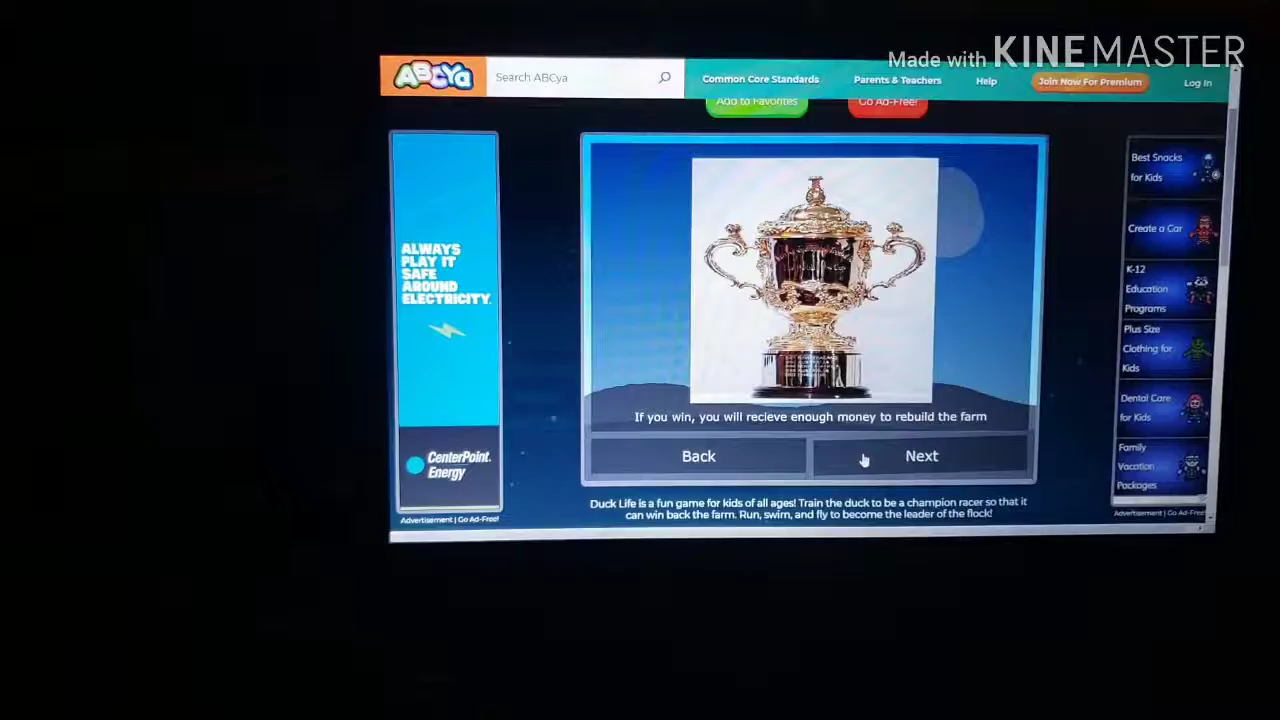 Made with KINEMASTER
ABCYa
Search ABCya
Common Core Standards
Parents & Teachers
Help
Join Now For Premium
Log In
Add to Favorites
Go Ad-Free!
ALWAYS
PLAY IT
SAFE
AROUND
ELECTRICITY.
CenterPoint.
Energy
Advertisement | Go Ad-Free!
If you win, you will recieve enough money to rebuild the farm
Back
Next
Duck Life is a fun game for kids of all ages! Train the duck to be a champion racer so that it
can win back the farm. Run, swim, and fly to become the leader of the flock!
Best Snacks
for Kids
Create a Car
K-12
Education
Programs
Plus Size
Clothing for
Kids
Dental Care
for Kids
Family
Vacation
Packages
Advertisement | Go Ad-Free!